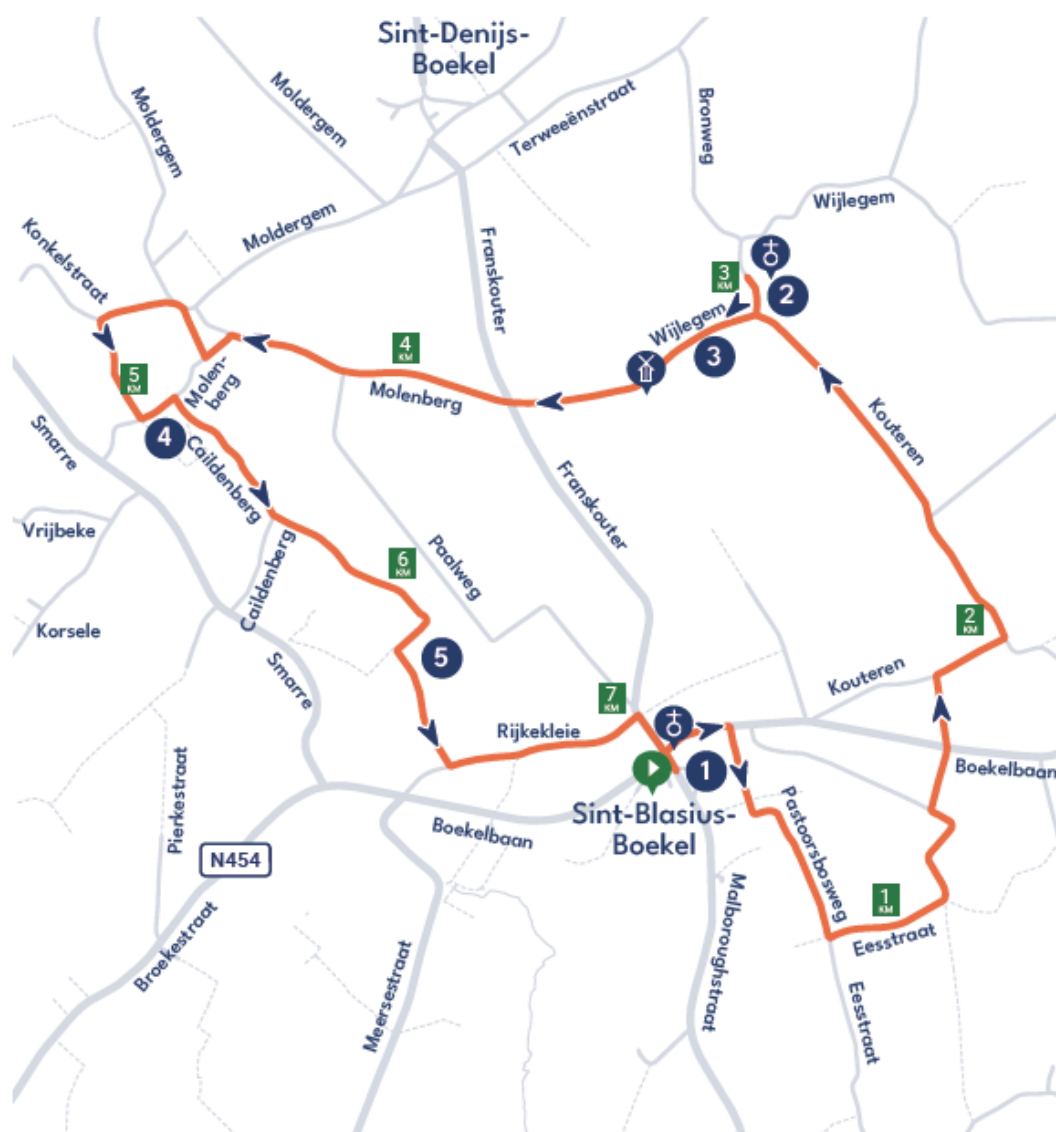 Sint-Denijs-
Boekel
Moldergem
Moldergem
Terweeënstraat
Bronweg
Wijlegem
Konkelstraat
Moldergem
Franskouter
3
KM
2
Wijlegem
3
4
KM
5
KM
Molen-
berg
Molenberg
Kouteren
Smarre
4
Caildenberg
Franskouter
Vrijbeke
Caildenberg
6
KM
Paalweg
2
KM
Korsele
5
Smarre
Kouteren
7
KM
Rijkekleie
1
Boekelbaan
Pierkestraat
Sint-Blasius-
Boekel
Pastoorsbosweg
Boekelbaan
N454
Malboroughstraat
1
KM
Eesstraat
Broekestraat
Meersestraat
Eesstraat